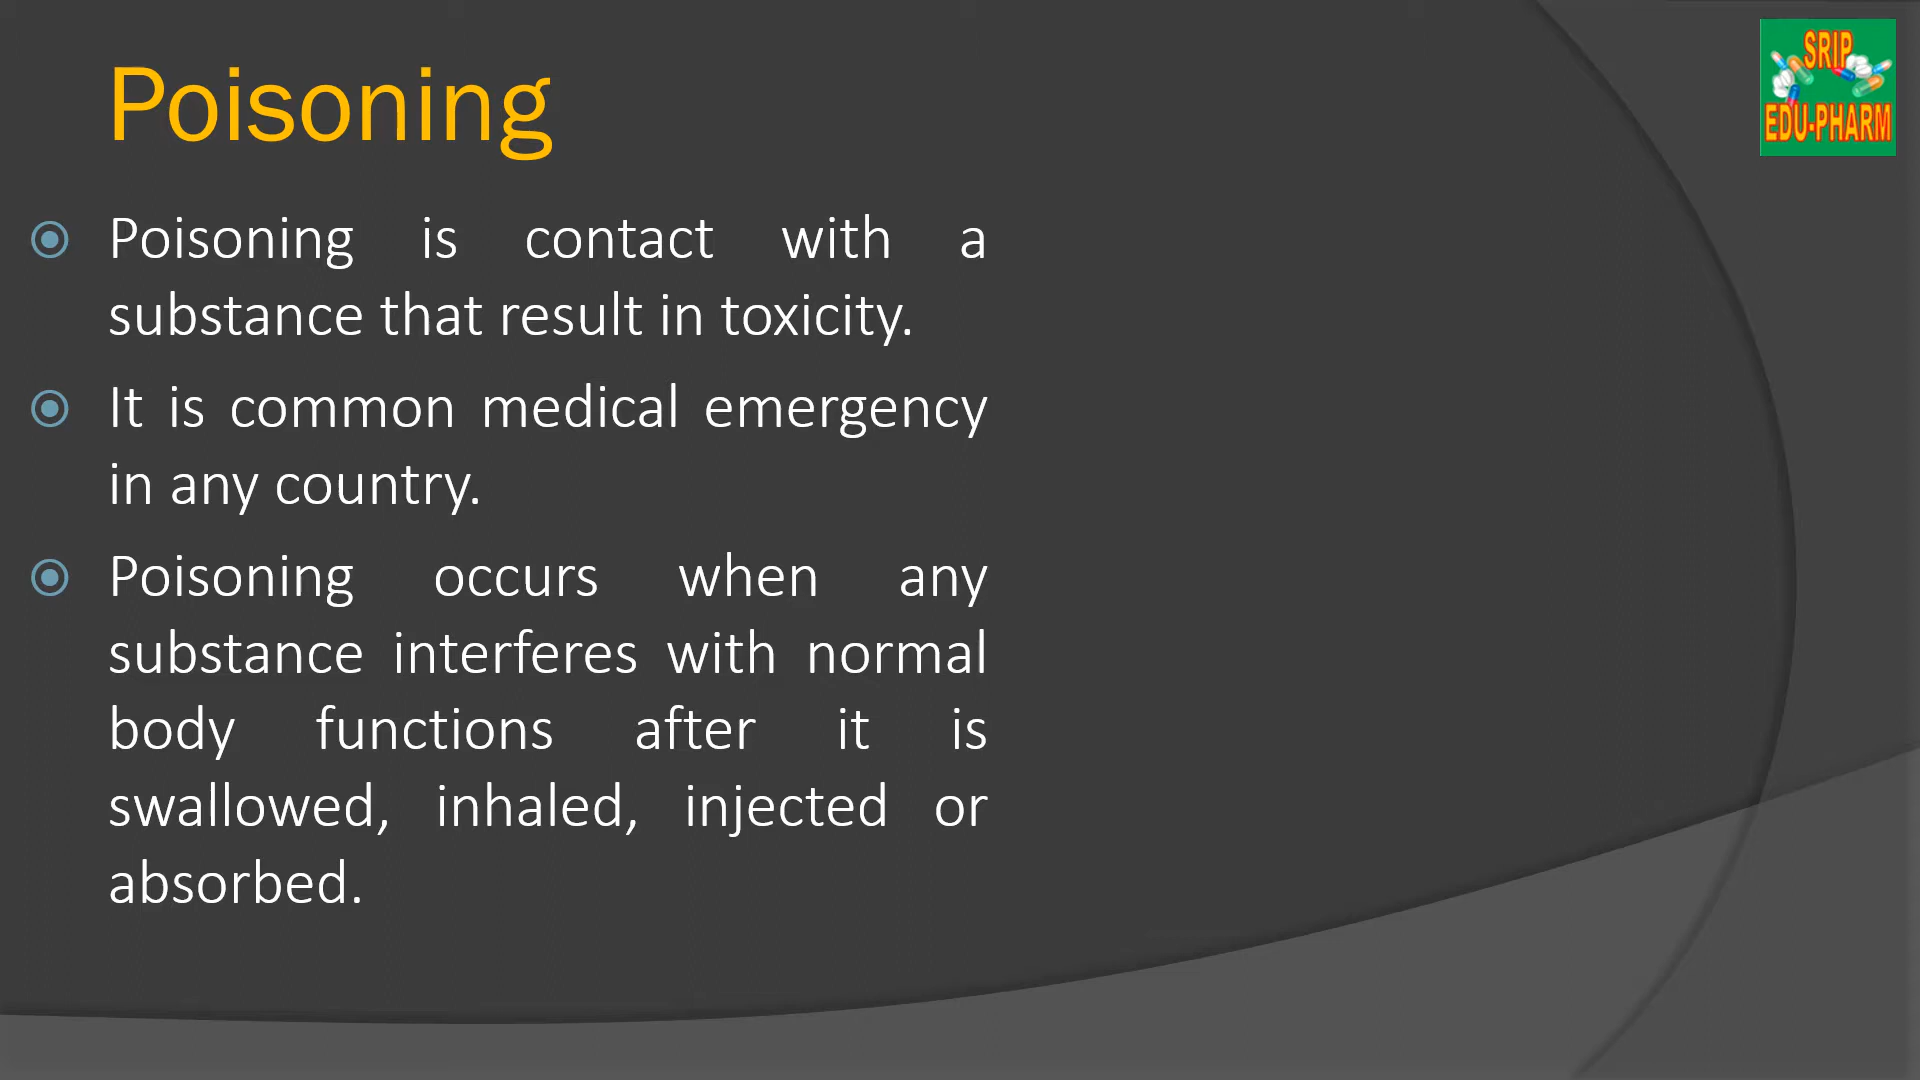 Poisoning
SRIP
EDU-PHARM
Poisoning is contact with a
substance that result in toxicity.
It is common medical emergency
in any country.
Poisoning occurs when any
substance interferes with normal
body functions after it is
swallowed, inhaled, injected or
absorbed.